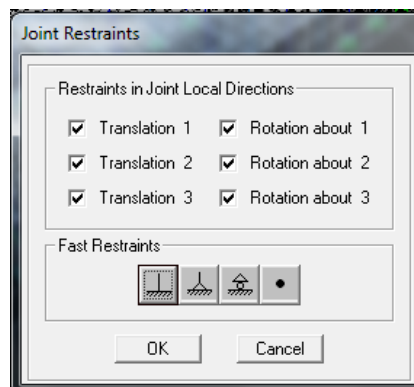 Joint Restraints
Restraints in Joint Local Directions
Translation 1 Rotation about 1
Translation 2 Rotation about 2
Translation 3 Rotation about 3
Fast Restraints
OK Cancel